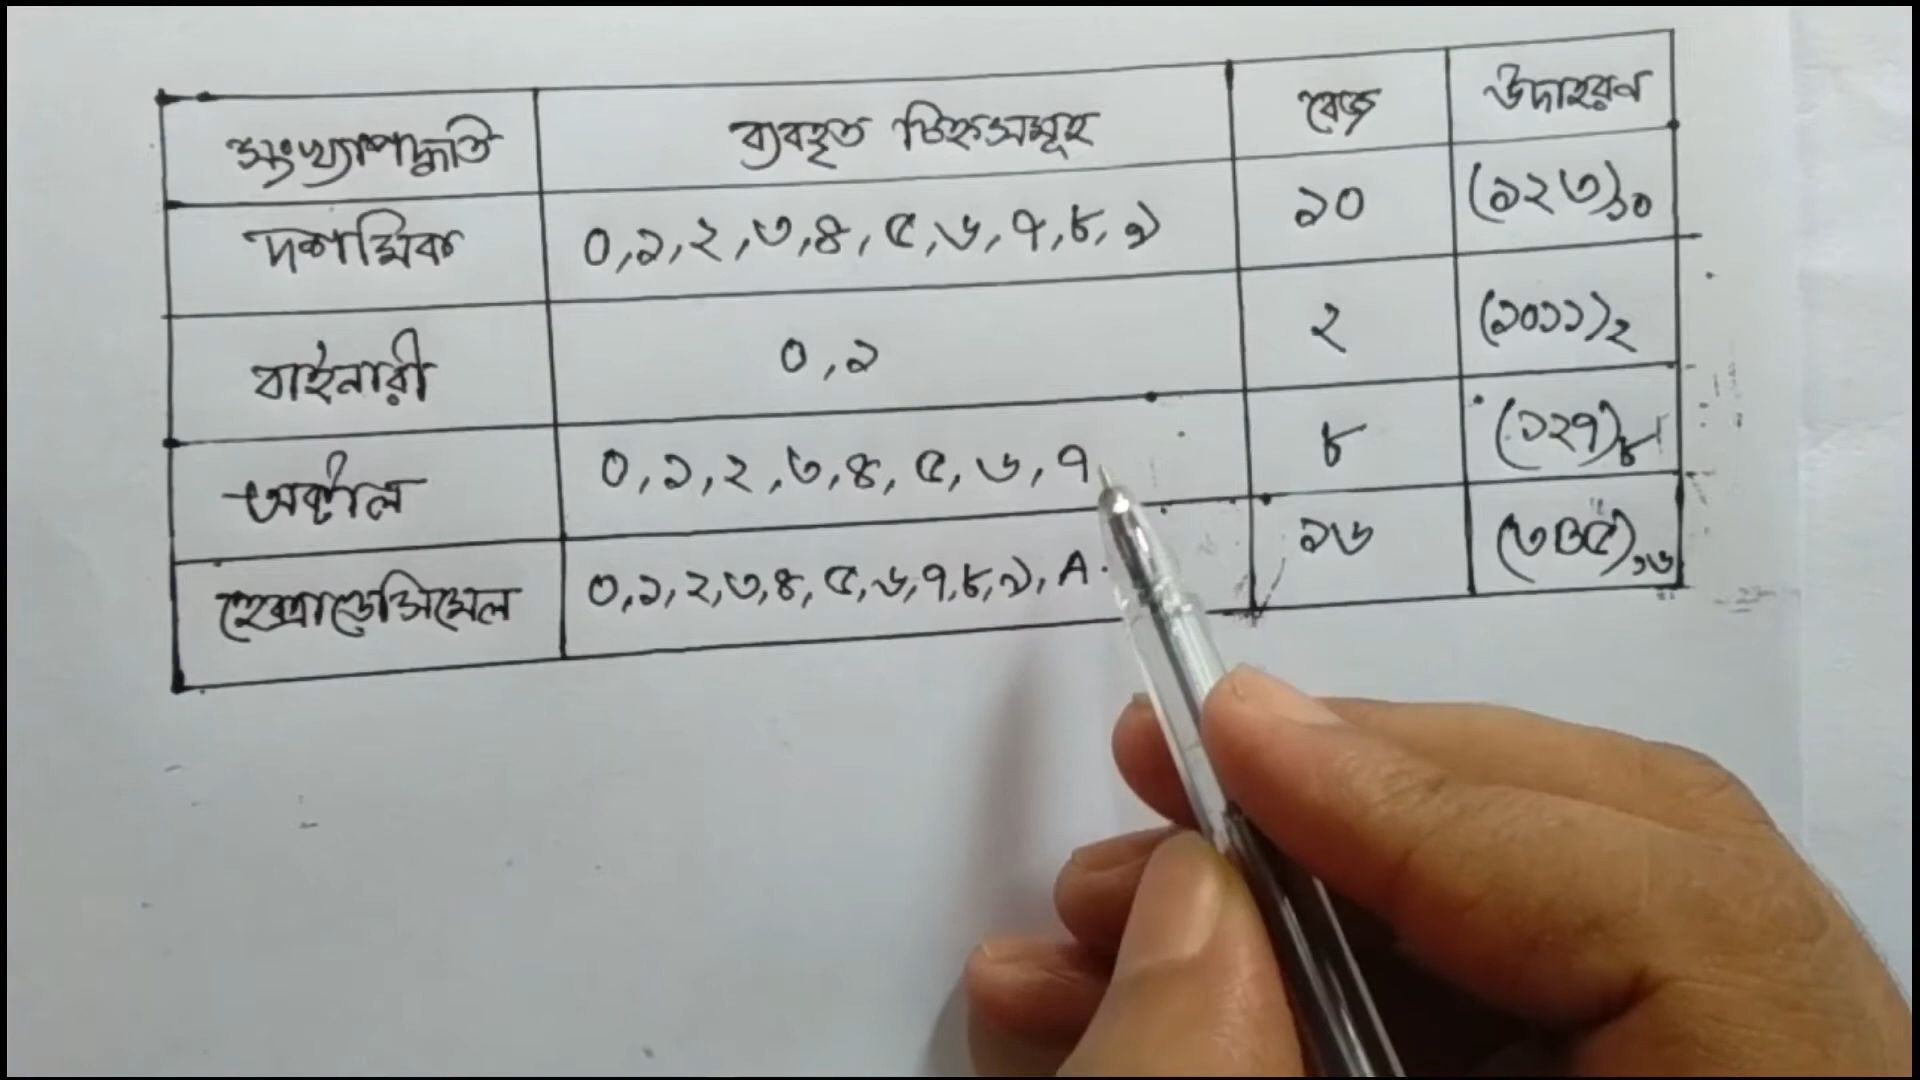 সংখ্যাপদ্ধতি ব্যবহৃত চিহ্নসমূহ বেজ উদাহরণ
দশমিক ০,১,২,৩,৪,৫,৬,৭,৮,৯ ১০ (১২৩)১০
বাইনারী ০,১ ২ (১০১১)২
অক্টাল ০,১,২,৩,৪,৫,৬,৭ ৮ (১২৭)৮
হেক্সাডেসিমেল ০,১,২,৩,৪,৫,৬,৭,৮,৯,A ১৬ (৩B৫)১৬